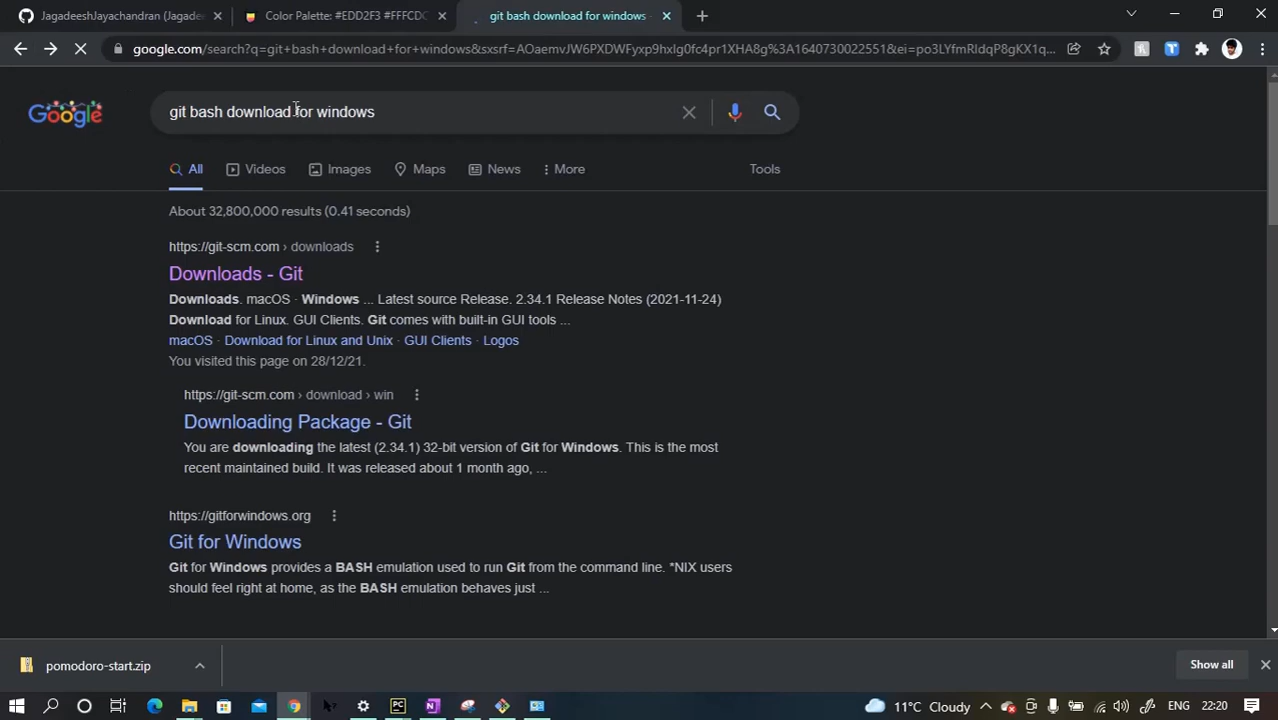 JagadeeshJayachandran (Jagadee
Color Palette: #EDD2F3 #FFFCDC
git bash download for windows
google.com/search?q=git+bash+download+for+windows&sxsrf=AOaemvJW6PXDWFyxp9hxlg0fc4pr1XHA8g%3A1640730022551&ei=po3LYfmRIdqP8gKX1q...
Google
git bash download for windows
All Videos Images Maps News More Tools
About 32,800,000 results (0.41 seconds)
https://git-scm.com › downloads
Downloads - Git
Downloads. macOS · Windows ... Latest source Release. 2.34.1 Release Notes (2021-11-24)
Download for Linux. GUI Clients. Git comes with built-in GUI tools ...
macOS · Download for Linux and Unix · GUI Clients · Logos
You visited this page on 28/12/21.
https://git-scm.com › download › win
Downloading Package - Git
You are downloading the latest (2.34.1) 32-bit version of Git for Windows. This is the most
recent maintained build. It was released about 1 month ago, ...
https://gitforwindows.org
Git for Windows
Git for Windows provides a BASH emulation used to run Git from the command line. *NIX users
should feel right at home, as the BASH emulation behaves just ...
pomodoro-start.zip
Show all
11°C Cloudy ENG 22:20